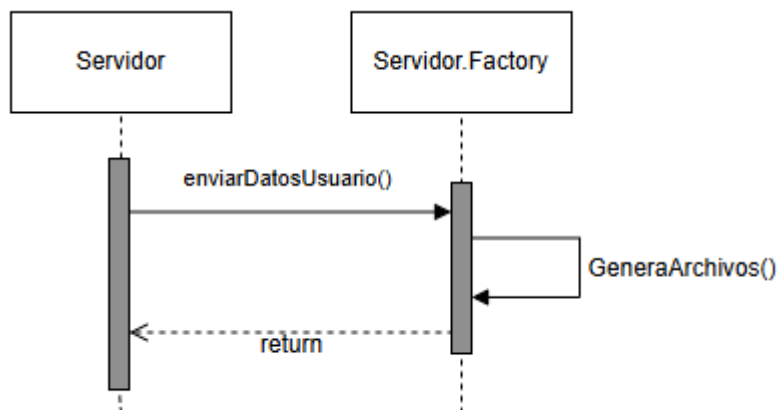 Servidor
Servidor.Factory
enviarDatosUsuario()
GeneraArchivos()
return